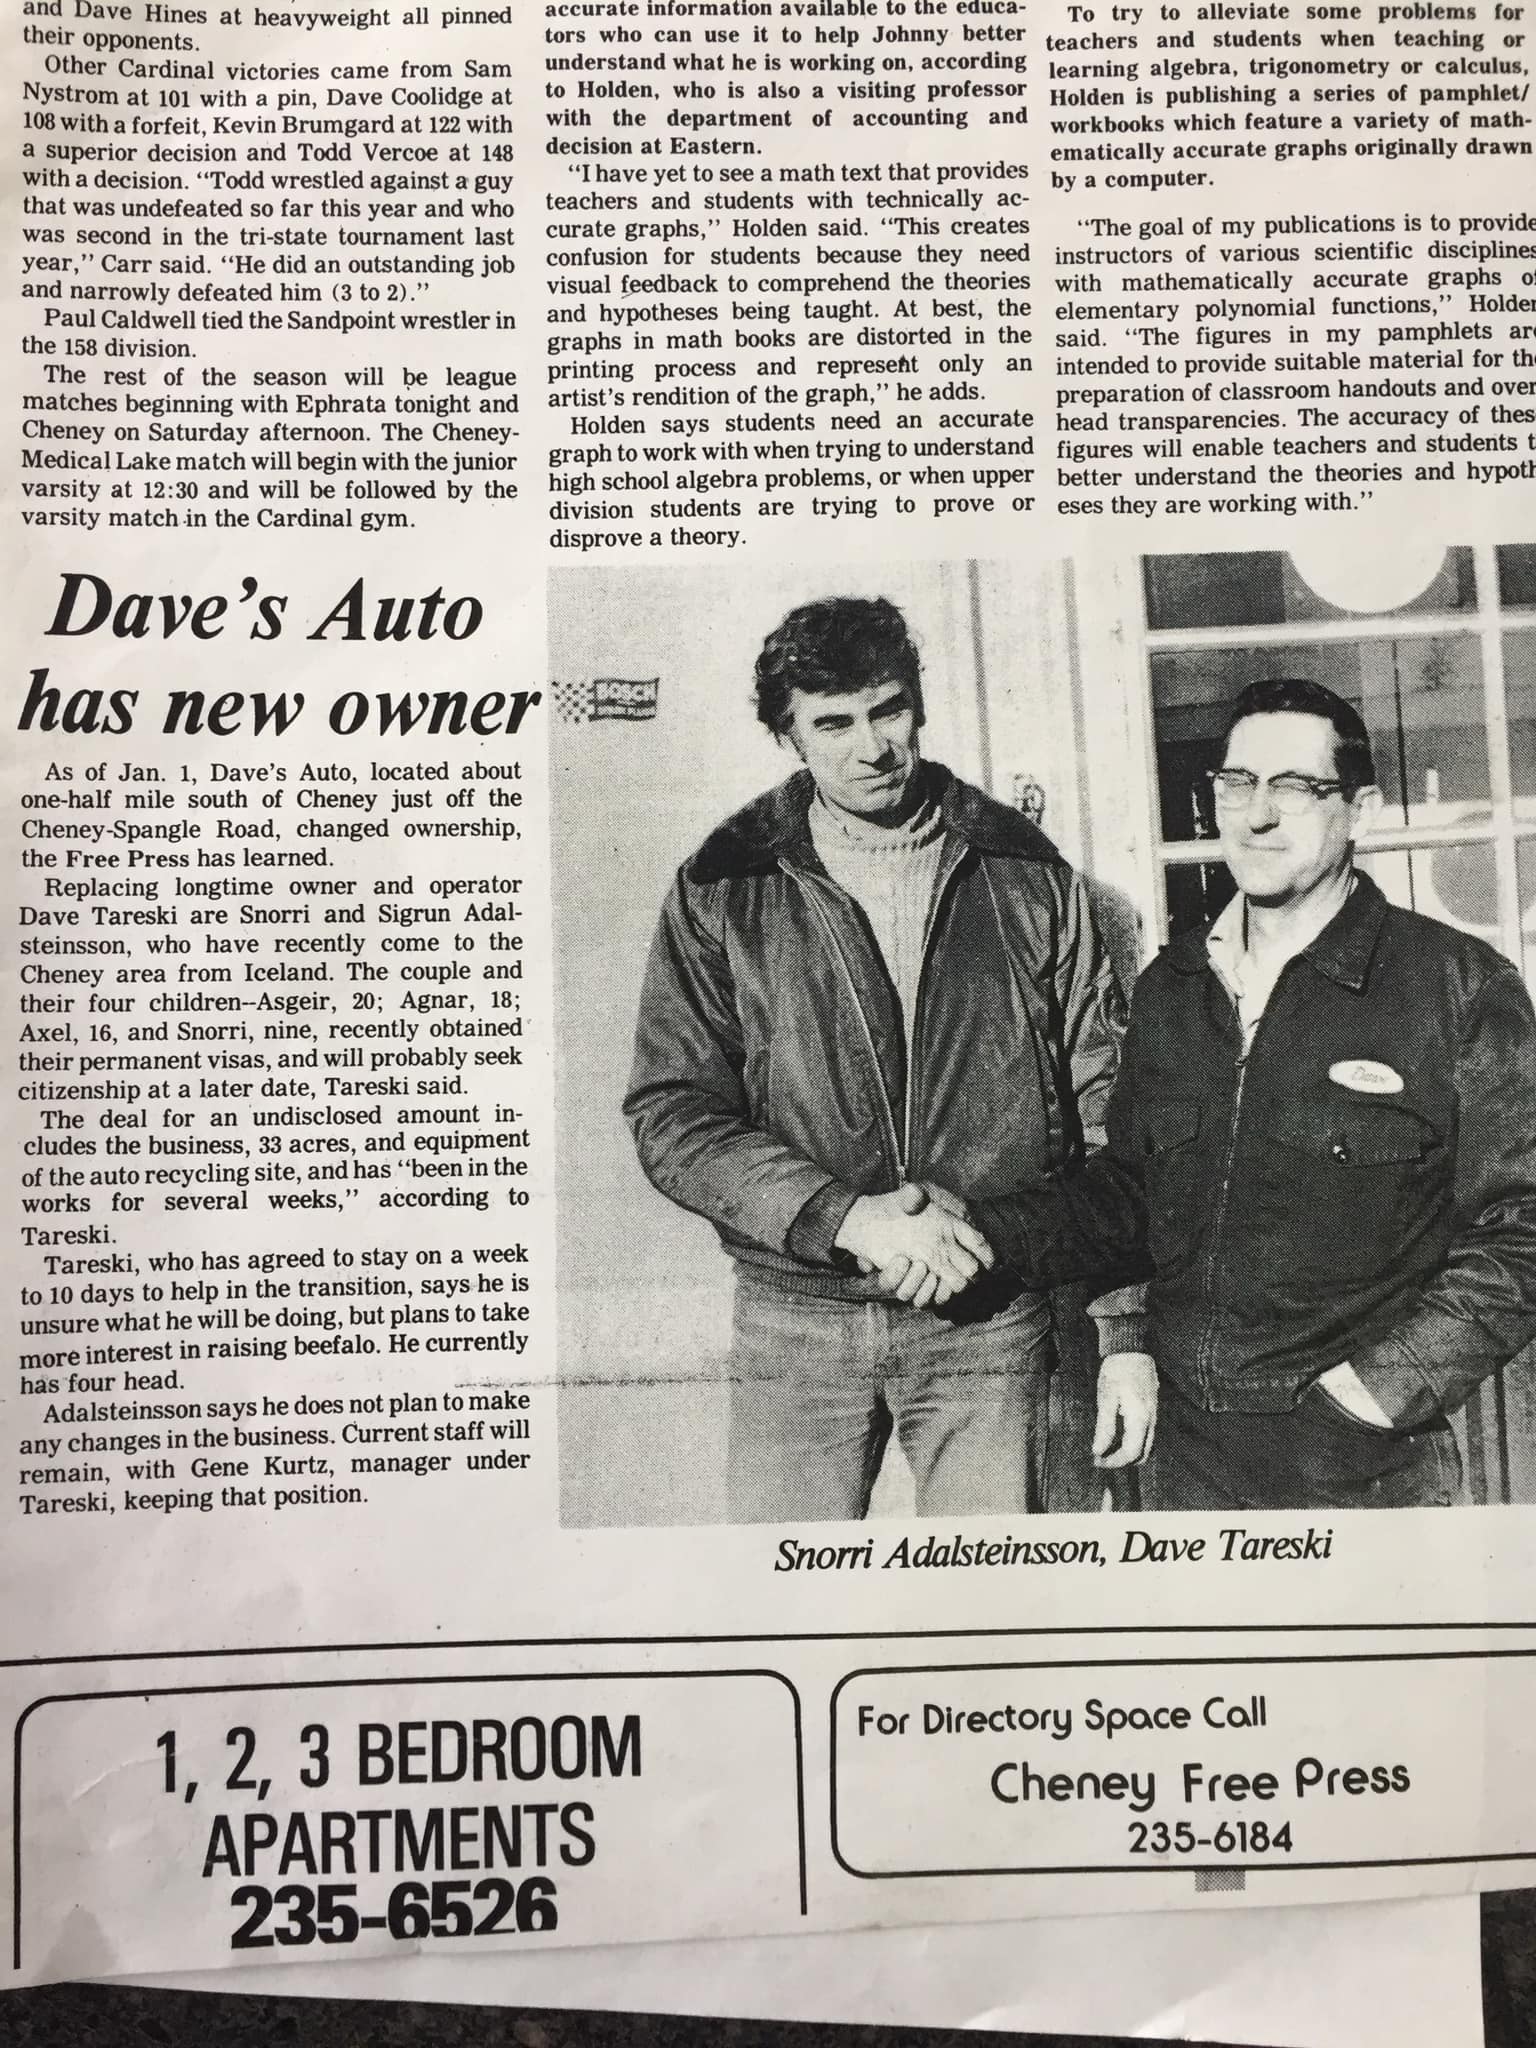 and Dave Hines at heavyweight all pinned
their opponents.
Other Cardinal victories came from Sam
Nystrom at 101 with a pin, Dave Coolidge at
108 with a forfeit, Kevin Brumgard at 122 with
a superior decision and Todd Vercoe at 148
with a decision. “Todd wrestled against a guy
that was undefeated so far this year and who
was second in the tri-state tournament last
year,” Carr said. “He did an outstanding job
and narrowly defeated him (3 to 2).”
Paul Caldwell tied the Sandpoint wrestler in
the 158 division.
The rest of the season will be league
matches beginning with Ephrata tonight and
Cheney on Saturday afternoon. The Cheney-
Medical Lake match will begin with the junior
varsity at 12:30 and will be followed by the
varsity match in the Cardinal gym.
accurate information available to the educa-
tors who can use it to help Johnny better
understand what he is working on, according
to Holden, who is also a visiting professor
with the department of accounting and
decision at Eastern.
“I have yet to see a math text that provides
teachers and students with technically ac-
curate graphs,” Holden said. “This creates
confusion for students because they need
visual feedback to comprehend the theories
and hypotheses being taught. At best, the
graphs in math books are distorted in the
printing process and represent only an
artist’s rendition of the graph,” he adds.
Holden says students need an accurate
graph to work with when trying to understand
high school algebra problems, or when upper
division students are trying to prove or
disprove a theory.
To try to alleviate some problems for
teachers and students when teaching or
learning algebra, trigonometry or calculus,
Holden is publishing a series of pamphlet/
workbooks which feature a variety of math-
ematically accurate graphs originally drawn
by a computer.
“The goal of my publications is to provide
instructors of various scientific disciplines
with mathematically accurate graphs of
elementary polynomial functions,” Holden
said. “The figures in my pamphlets are
intended to provide suitable material for the
preparation of classroom handouts and over
head transparencies. The accuracy of thes
figures will enable teachers and students t
better understand the theories and hypoth
eses they are working with.”
Dave’s Auto
has new owner
As of Jan. 1, Dave’s Auto, located about
one-half mile south of Cheney just off the
Cheney-Spangle Road, changed ownership,
the Free Press has learned.
Replacing longtime owner and operator
Dave Tareski are Snorri and Sigrun Adal-
steinsson, who have recently come to the
Cheney area from Iceland. The couple and
their four children--Asgeir, 20; Agnar, 18;
Axel, 16, and Snorri, nine, recently obtained
their permanent visas, and will probably seek
citizenship at a later date, Tareski said.
The deal for an undisclosed amount in-
cludes the business, 33 acres, and equipment
of the auto recycling site, and has “been in the
works for several weeks,” according to
Tareski.
Tareski, who has agreed to stay on a week
to 10 days to help in the transition, says he is
unsure what he will be doing, but plans to take
more interest in raising beefalo. He currently
has four head.
Adalsteinsson says he does not plan to make
any changes in the business. Current staff will
remain, with Gene Kurtz, manager under
Tareski, keeping that position.
BOSCH
Dave
Snorri Adalsteinsson, Dave Tareski
1, 2, 3 BEDROOM
APARTMENTS
235-6526
For Directory Space Call
Cheney Free Press
235-6184